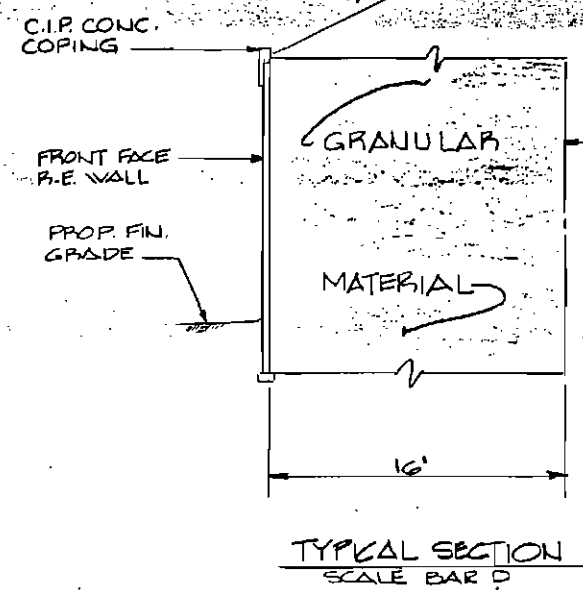 C.I.P. CONC.
COPING
GRANULAR
FRONT FACE
R.E. WALL
PROP. FIN.
GRADE
MATERIAL
16'
TYPICAL SECTION
SCALE BAR D